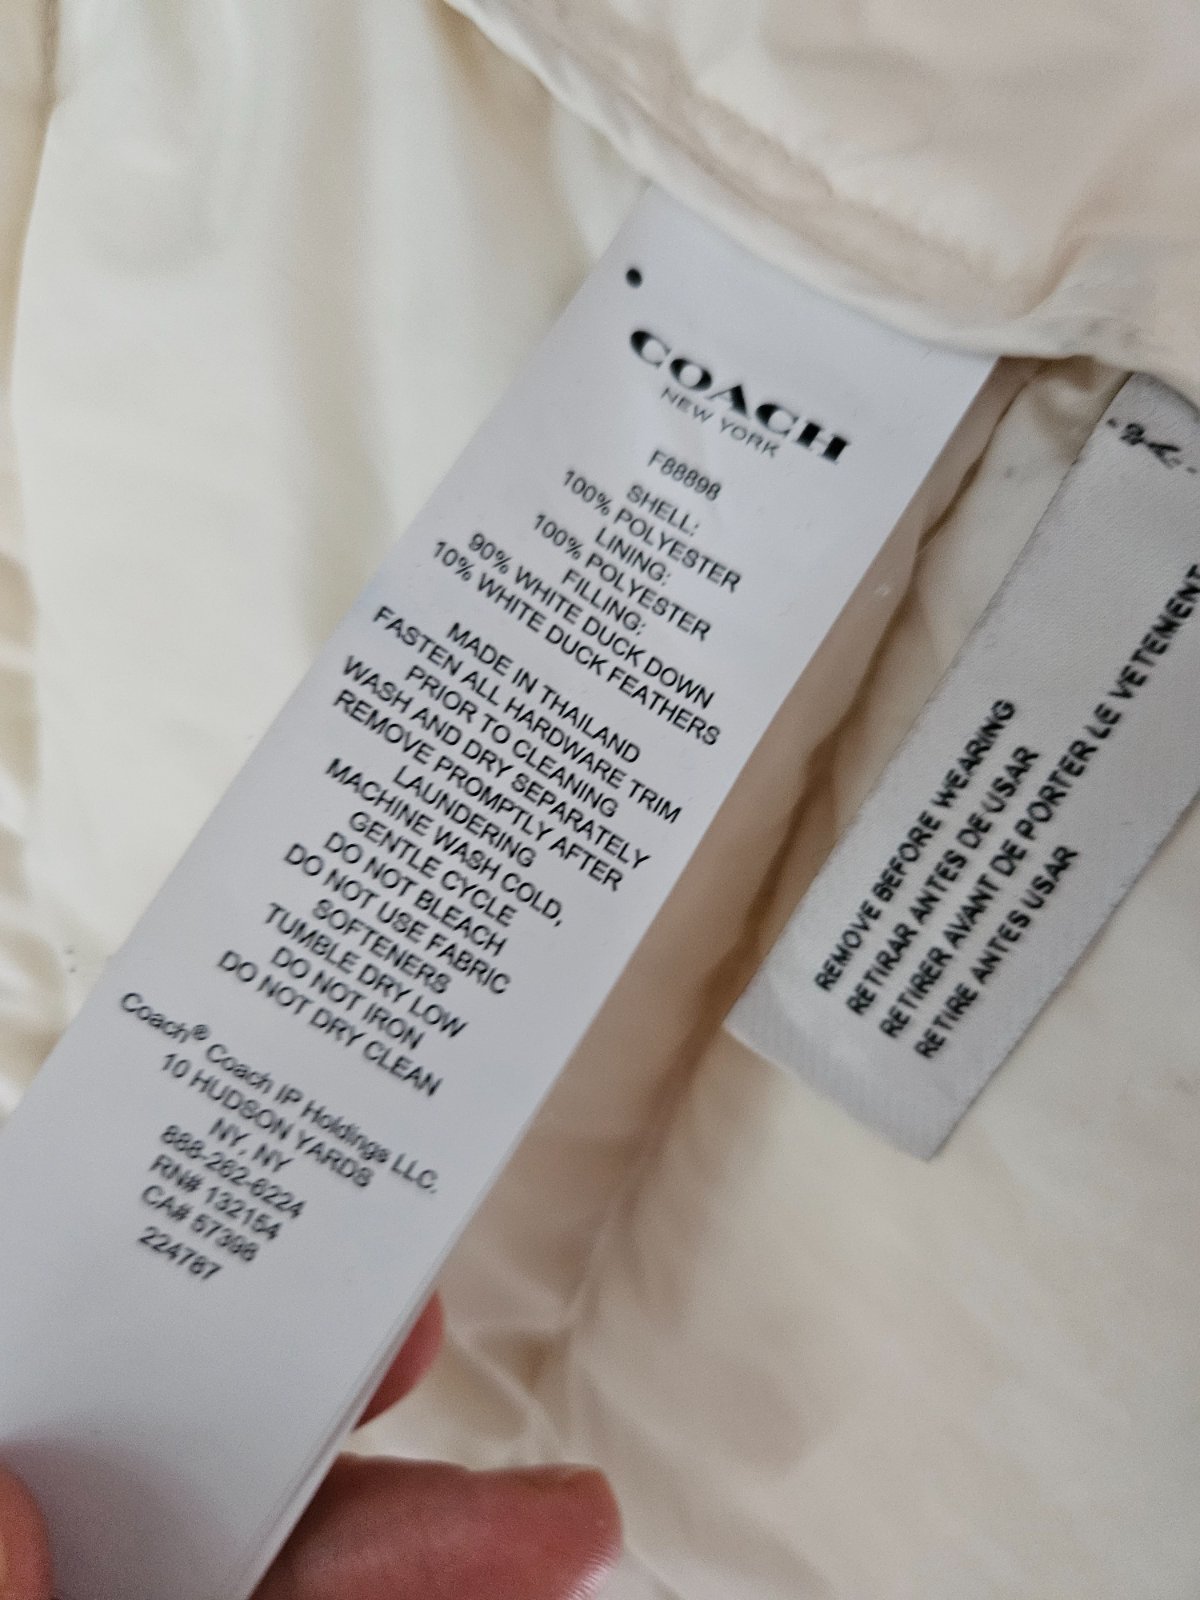 COACH
NEW YORK
F88898
SHELL:
100% POLYESTER
LINING:
100% POLYESTER
FILLING:
90% WHITE DUCK DOWN
10% WHITE DUCK FEATHERS
MADE IN THAILAND
FASTEN ALL HARDWARE TRIM
PRIOR TO CLEANING
WASH AND DRY SEPARATELY
REMOVE PROMPTLY AFTER
LAUNDERING
MACHINE WASH COLD,
GENTLE CYCLE
DO NOT BLEACH
DO NOT USE FABRIC
SOFTENERS
TUMBLE DRY LOW
DO NOT IRON
DO NOT DRY CLEAN
Coach® Coach IP Holdings LLC.
10 HUDSON YARDS
NY, NY
888-262-6224
RN# 132154
CA# 57398
224787
REMOVE BEFORE WEARING
RETIRAR ANTES DE USAR
RETIRER AVANT DE PORTER LE VETEMENT
RETIRE ANTES USAR